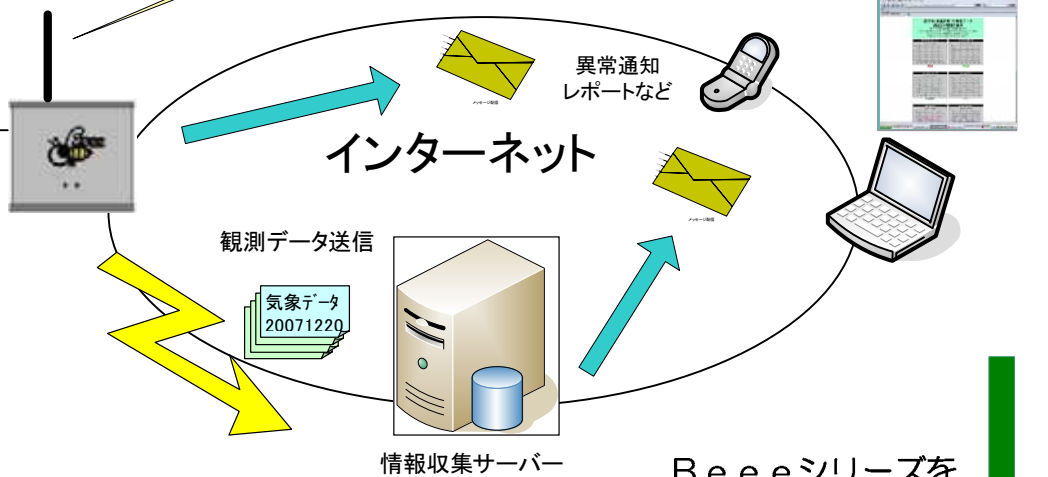 異常通知
レポートなど
インターネット
観測データ送信
気象ﾃﾞｰﾀ
20071220
情報収集サーバー
Ｂｅｅｅシリーズを